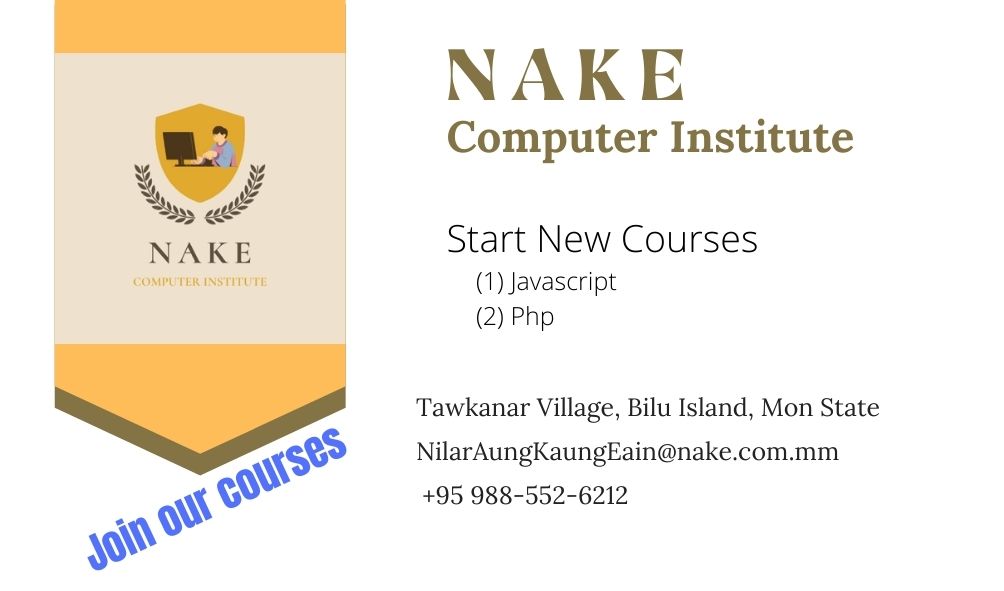 NAKE
COMPUTER INSTITUTE
Join our courses
NAKE
Computer Institute
Start New Courses
(1) Javascript
(2) Php
Tawkanar Village, Bilu Island, Mon State
NilarAungKaungEain@nake.com.mm
+95 988-552-6212